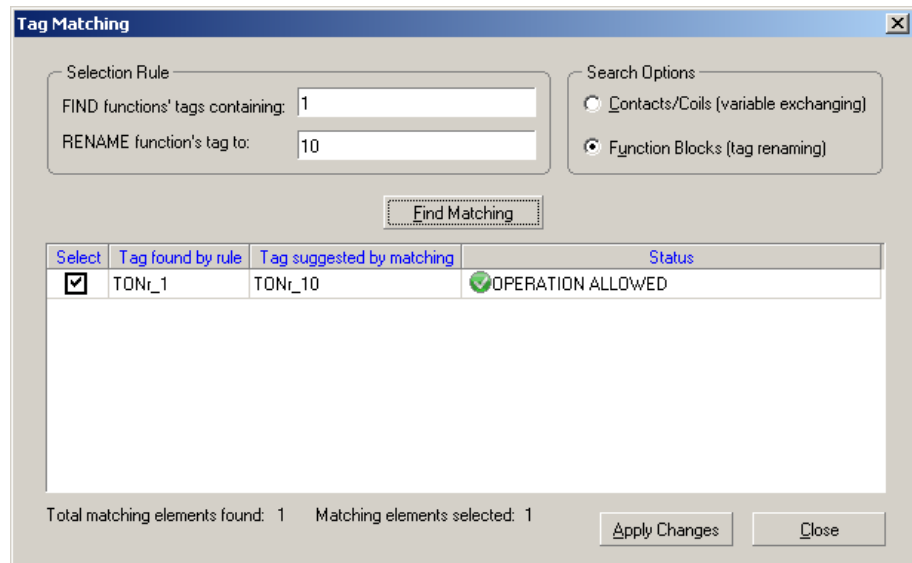 Tag Matching
Selection Rule
FIND functions' tags containing: 1
RENAME function's tag to: 10
Search Options
Contacts/Coils (variable exchanging)
Function Blocks (tag renaming)
Find Matching
Select Tag found by rule Tag suggested by matching Status
TONr_1 TONr_10 OPERATION ALLOWED
Total matching elements found: 1 Matching elements selected: 1
Apply Changes Close